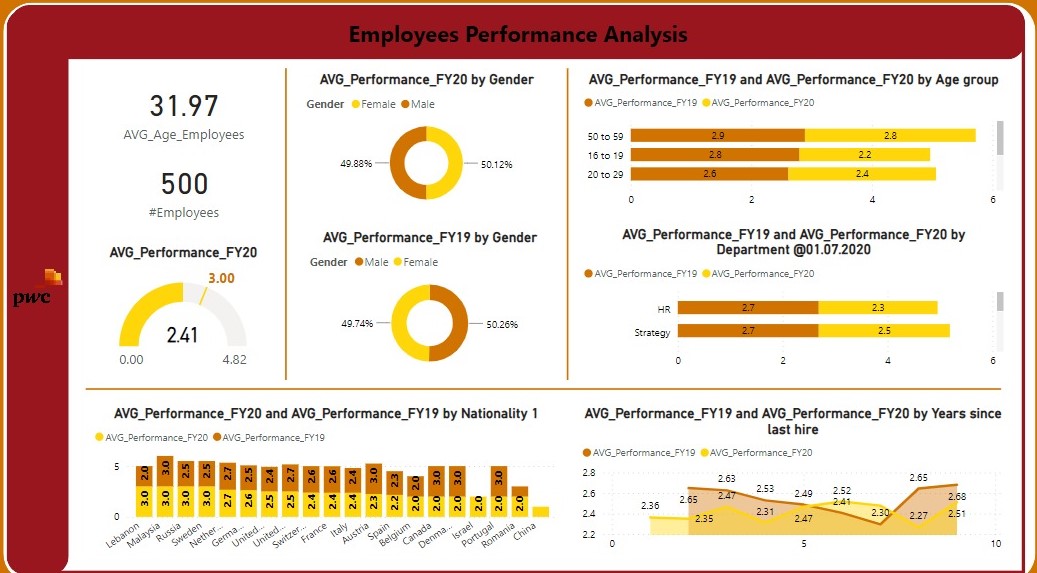 Employees Performance Analysis
pwc
31.97
AVG_Age_Employees
500
#Employees
AVG_Performance_FY20
3.00
2.41
0.00 4.82
AVG_Performance_FY20 by Gender
Gender Female Male
49.88% 50.12%
AVG_Performance_FY19 by Gender
Gender Male Female
49.74% 50.26%
AVG_Performance_FY19 and AVG_Performance_FY20 by Age group
AVG_Performance_FY19 AVG_Performance_FY20
50 to 59 2.9 2.8
16 to 19 2.8 2.2
20 to 29 2.6 2.4
0 2 4 6
AVG_Performance_FY19 and AVG_Performance_FY20 by
Department @01.07.2020
AVG_Performance_FY19 AVG_Performance_FY20
HR 2.7 2.3
Strategy 2.7 2.5
0 2 4 6
AVG_Performance_FY20 and AVG_Performance_FY19 by Nationality 1
AVG_Performance_FY20 AVG_Performance_FY19
5
2.0 3.0 2.5 2.5 2.7 2.5 2.4 2.7 2.6 2.6 2.4 3.0 2.3 2.0 3.0 3.0 3.0
3.0 3.0 3.0 3.0 2.7 2.6 2.5 2.5 2.4 2.4 2.4 2.3 2.2 2.0 2.0 2.0 2.0 2.0 2.0
0
Lebanon Malaysia Russia Sweden Nether... Germa... United... United... Switzer... France Italy Austria Spain Belgium Canada Denma... Israel Portugal Romania China
AVG_Performance_FY19 and AVG_Performance_FY20 by Years since
last hire
AVG_Performance_FY19 AVG_Performance_FY20
2.8
2.6
2.4
2.2
2.36 2.65 2.35 2.63 2.47 2.53 2.31 2.49 2.47 2.52 2.41 2.30 2.65 2.27 2.68 2.51
0 5 10